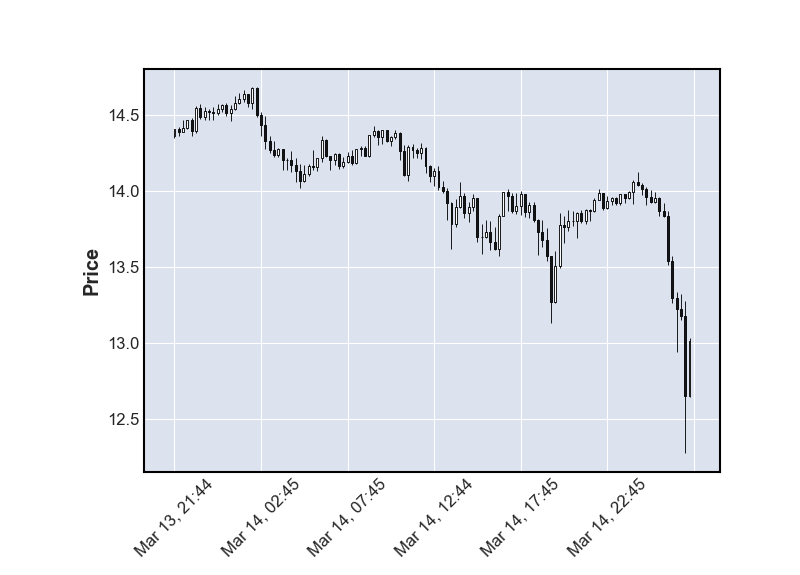 14.5
14.0
13.5
13.0
12.5
Price
Mar 13, 21:44
Mar 14, 02:45
Mar 14, 07:45
Mar 14, 12:44
Mar 14, 17:45
Mar 14, 22:45